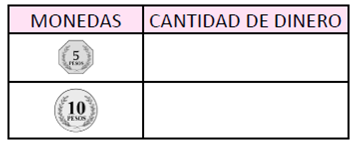 MONEDAS CANTIDAD DE DINERO
5
PESOS
10
PESOS